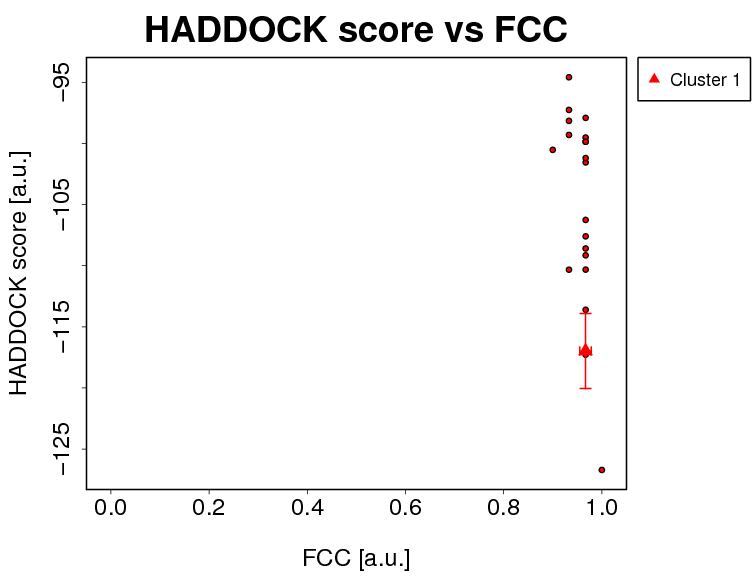 HADDOCK score vs FCC
Cluster 1
HADDOCK score [a.u.]
−95
−105
−115
−125
0.0 0.2 0.4 0.6 0.8 1.0
FCC [a.u.]